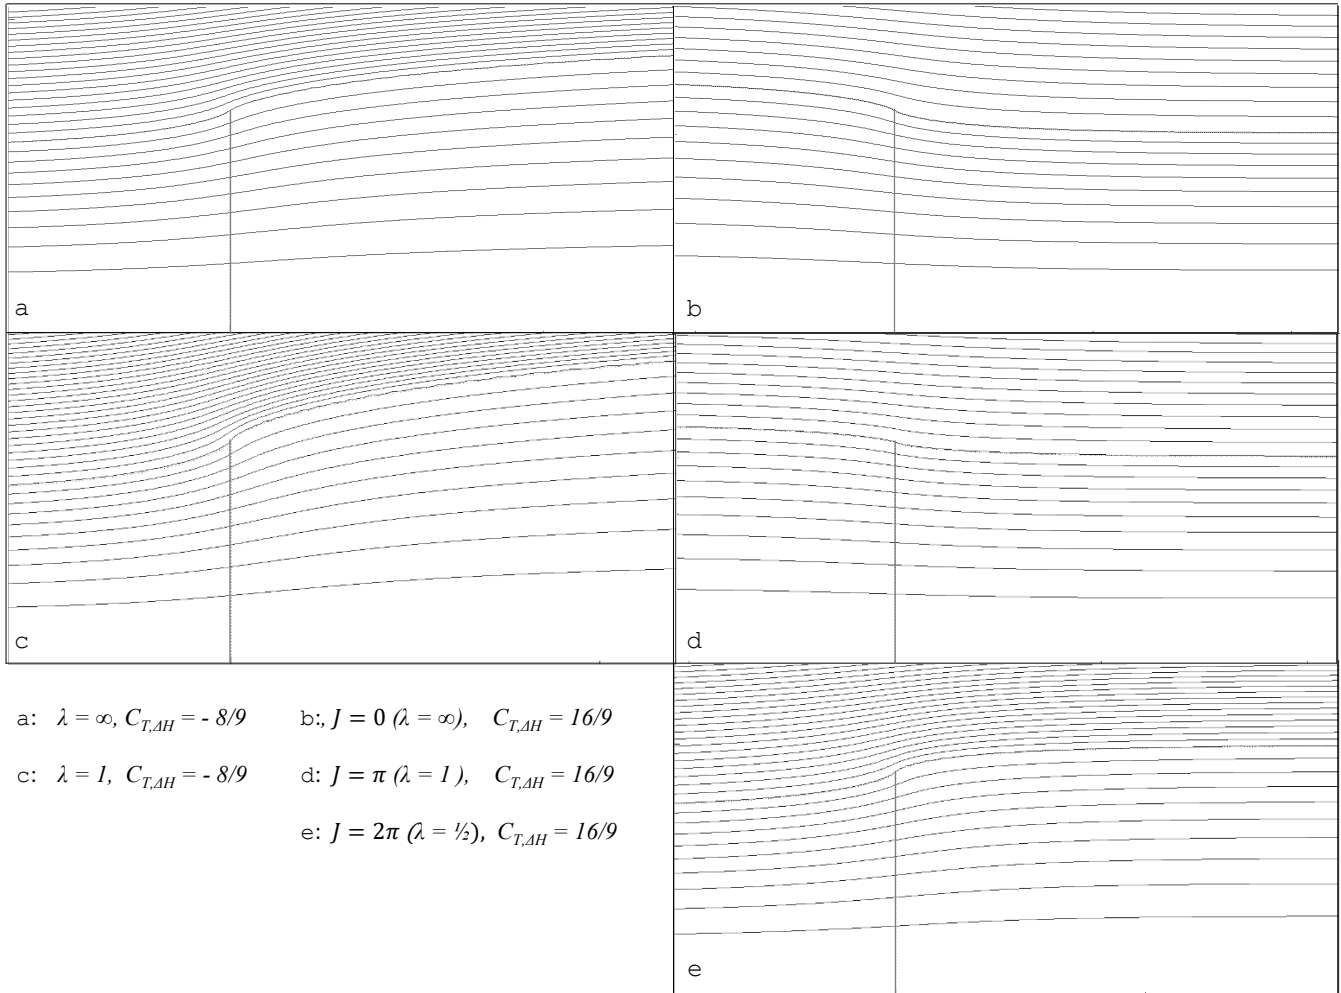 a
b
c
d
a: λ = ∞, C_{T,ΔH} = - 8/9
b:, J = 0 (λ = ∞), C_{T,ΔH} = 16/9
c: λ = 1, C_{T,ΔH} = - 8/9
d: J = π (λ = 1 ), C_{T,ΔH} = 16/9
e: J = 2π (λ = ½), C_{T,ΔH} = 16/9
e